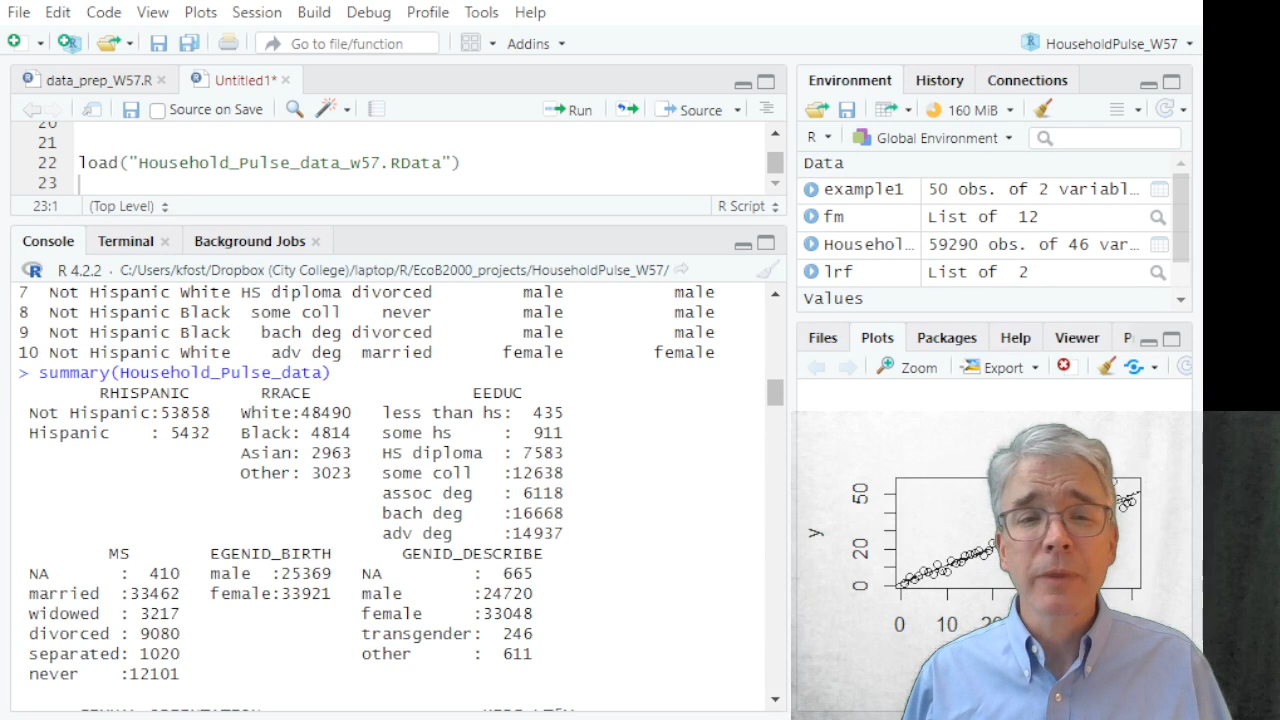 File Edit Code View Plots Session Build Debug Profile Tools Help
Go to file/function Addins HouseholdPulse_W57
data_prep_W57.R Untitled1*
Source on Save Run Source
21
22 load("Household_Pulse_data_w57.RData")
23
23:1 (Top Level) R Script
Console Terminal Background Jobs
R 4.2.2 · C:/Users/kfost/Dropbox (City College)/laptop/R/EcoB2000_projects/HouseholdPulse_W57/
7 Not Hispanic White HS diploma divorced male male
8 Not Hispanic Black some coll never male male
9 Not Hispanic Black bach deg divorced male male
10 Not Hispanic White adv deg married female female
> summary(Household_Pulse_data)
RHISPANIC RRACE EEDUC
Not Hispanic:53858 White:48490 less than hs: 435
Hispanic : 5432 Black: 4814 some hs : 911
Asian: 2963 HS diploma : 7583
Other: 3023 some coll :12638
assoc deg : 6118
bach deg :16668
adv deg :14937
MS EGENID_BIRTH GENID_DESCRIBE
NA : 410 male :25369 NA : 665
married :33462 female:33921 male :24720
widowed : 3217 female :33048
divorced : 9080 transgender: 246
separated: 1020 other : 611
never :12101
Environment History Connections
160 MiB
R Global Environment
Data
example1 50 obs. of 2 variabl…
fm List of 12
Househol… 59290 obs. of 46 var…
lrf List of 2
Values
Files Plots Packages Help Viewer
Zoom Export
y
50
20
0
0 10